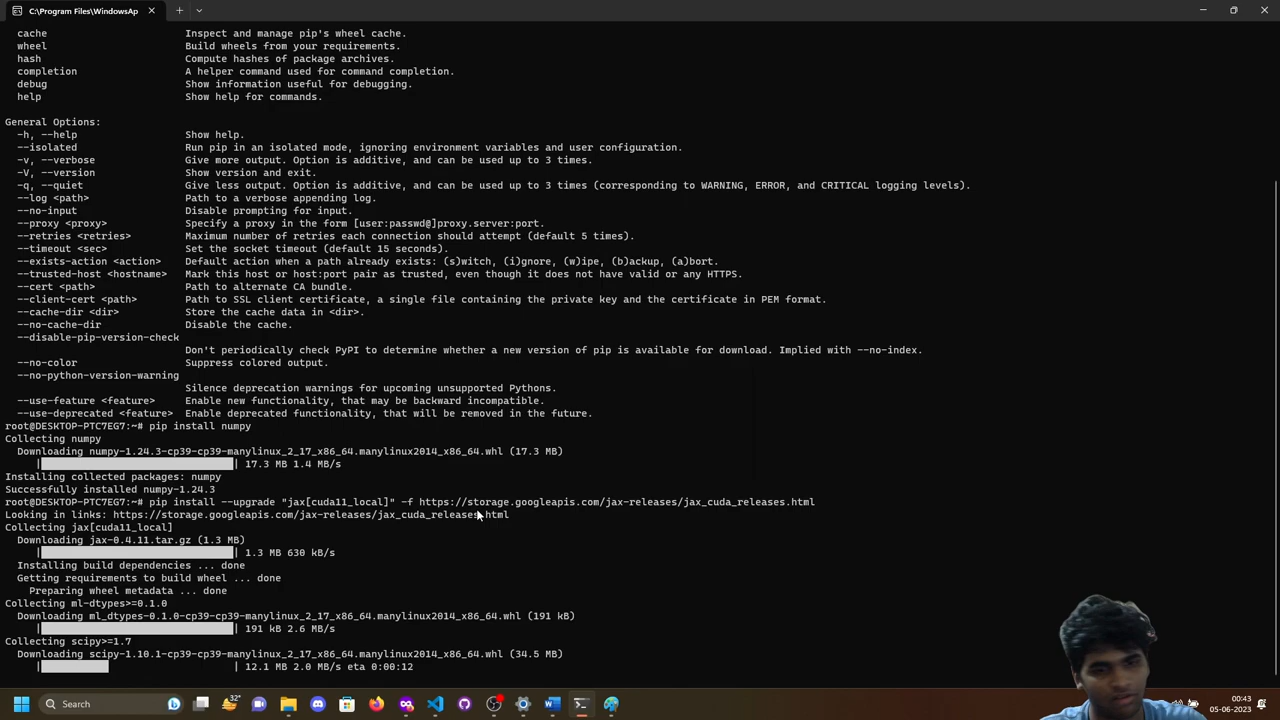 C:\Program Files\WindowsAp
cache Inspect and manage pip's wheel cache.
wheel Build wheels from your requirements.
hash Compute hashes of package archives.
completion A helper command used for command completion.
debug Show information useful for debugging.
help Show help for commands.
General Options:
-h, --help Show help.
--isolated Run pip in an isolated mode, ignoring environment variables and user configuration.
-v, --verbose Give more output. Option is additive, and can be used up to 3 times.
-V, --version Show version and exit.
-q, --quiet Give less output. Option is additive, and can be used up to 3 times (corresponding to WARNING, ERROR, and CRITICAL logging levels).
--log <path> Path to a verbose appending log.
--no-input Disable prompting for input.
--proxy <proxy> Specify a proxy in the form [user:passwd@]proxy.server:port.
--retries <retries> Maximum number of retries each connection should attempt (default 5 times).
--timeout <sec> Set the socket timeout (default 15 seconds).
--exists-action <action> Default action when a path already exists: (s)witch, (i)gnore, (w)ipe, (b)ackup, (a)bort.
--trusted-host <hostname> Mark this host or host:port pair as trusted, even though it does not have valid or any HTTPS.
--cert <path> Path to alternate CA bundle.
--client-cert <path> Path to SSL client certificate, a single file containing the private key and the certificate in PEM format.
--cache-dir <dir> Store the cache data in <dir>.
--no-cache-dir Disable the cache.
--disable-pip-version-check
Don't periodically check PyPI to determine whether a new version of pip is available for download. Implied with --no-index.
--no-color Suppress colored output.
--no-python-version-warning
Silence deprecation warnings for upcoming unsupported Pythons.
--use-feature <feature> Enable new functionality, that may be backward incompatible.
--use-deprecated <feature> Enable deprecated functionality, that will be removed in the future.
root@DESKTOP-PTC7EG7:~# pip install numpy
Collecting numpy
Downloading numpy-1.24.3-cp39-cp39-manylinux_2_17_x86_64.manylinux2014_x86_64.whl (17.3 MB)
| | 17.3 MB 1.4 MB/s
Installing collected packages: numpy
Successfully installed numpy-1.24.3
root@DESKTOP-PTC7EG7:~# pip install --upgrade "jax[cuda11_local]" -f https://storage.googleapis.com/jax-releases/jax_cuda_releases.html
Looking in links: https://storage.googleapis.com/jax-releases/jax_cuda_releases.html
Collecting jax[cuda11_local]
Downloading jax-0.4.11.tar.gz (1.3 MB)
| | 1.3 MB 630 kB/s
Installing build dependencies ... done
Getting requirements to build wheel ... done
Preparing wheel metadata ... done
Collecting ml-dtypes>=0.1.0
Downloading ml_dtypes-0.1.0-cp39-cp39-manylinux_2_17_x86_64.manylinux2014_x86_64.whl (191 kB)
| | 191 kB 2.6 MB/s
Collecting scipy>=1.7
Downloading scipy-1.10.1-cp39-cp39-manylinux_2_17_x86_64.manylinux2014_x86_64.whl (34.5 MB)
| | 12.1 MB 2.0 MB/s eta 0:00:12
Search
32°
00:43
05-06-23